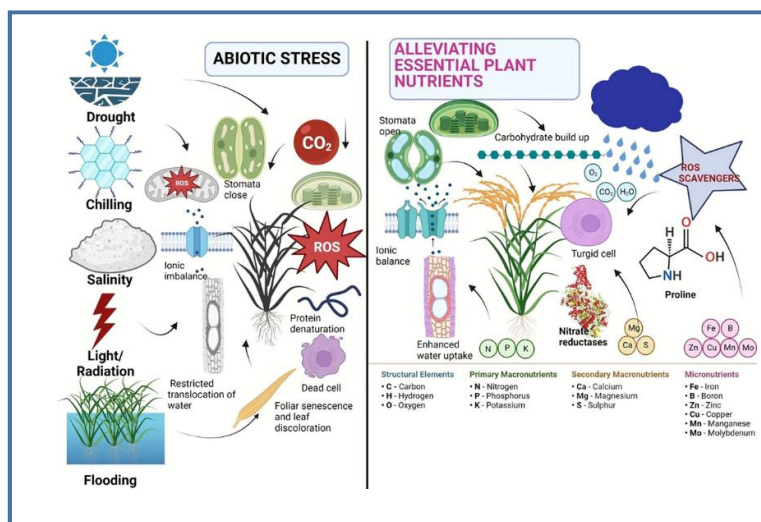 ABIOTIC STRESS
Drought
Chilling
Salinity
Light/
Radiation
Flooding
ROS
Stomata
close
CO₂
ROS
Ionic
imbalance
Protein
denaturation
Dead cell
Restricted
translocation of
water
Foliar senescence
and leaf
discoloration
ALLEVIATING
ESSENTIAL PLANT
NUTRIENTS
Stomata
open
Carbohydrate build up
O₂
CO₂
H₂O
ROS
SCAVENGERS
Ionic
balance
Turgid cell
H
O
OH
NH
Proline
Enhanced
water uptake
N P K
Nitrate
reductases
Mg
Ca S
Fe B
Zn Cu Mn Mo
Structural Elements
• C - Carbon
• H - Hydrogen
• O - Oxygen
Primary Macronutrients
• N - Nitrogen
• P - Phosphorus
• K - Potassium
Secondary Macronutrients
• Ca - Calcium
• Mg - Magnesium
• S - Sulphur
Micronutrients
• Fe - Iron
• B - Boron
• Zn - Zinc
• Cu - Copper
• Mn - Manganese
• Mo - Molybdenum